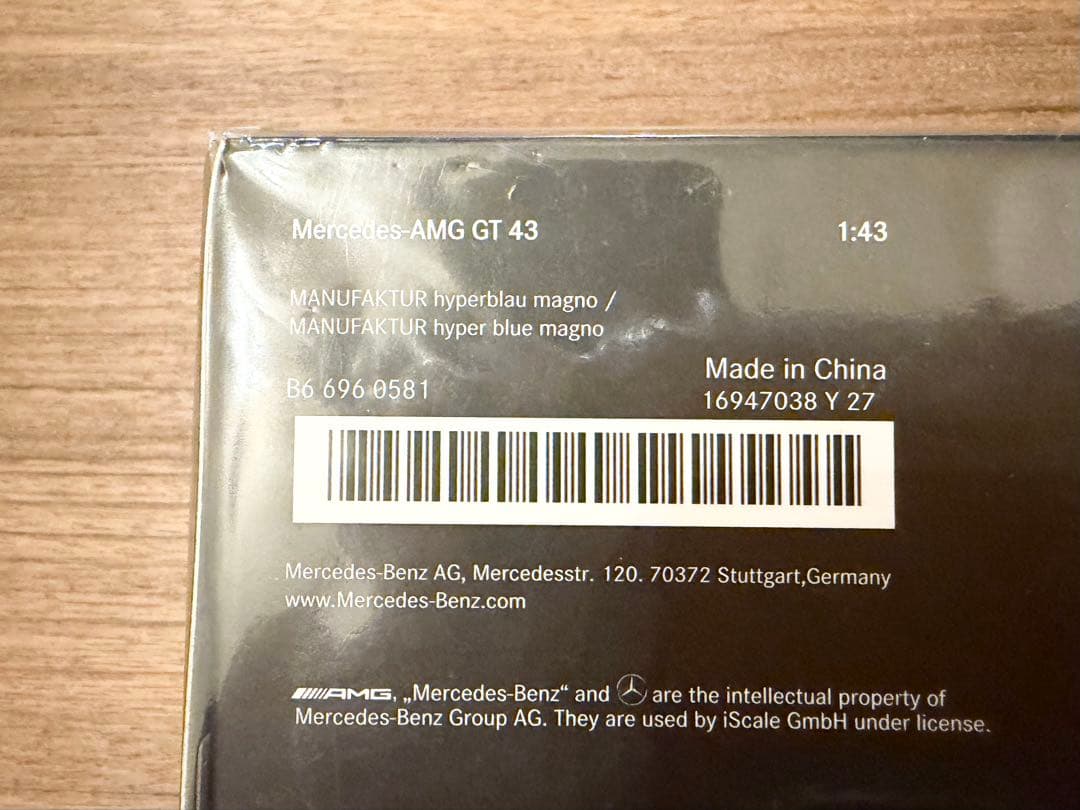 Mercedes-AMG GT 43 1:43
MANUFAKTUR hyperblau magno /
MANUFAKTUR hyper blue magno
Made in China
B6 696 0581 16947038 Y 27
Mercedes-Benz AG, Mercedesstr. 120. 70372 Stuttgart,Germany
www.Mercedes-Benz.com
AMG, „Mercedes-Benz“ and are the intellectual property of
Mercedes-Benz Group AG. They are used by iScale GmbH under license.